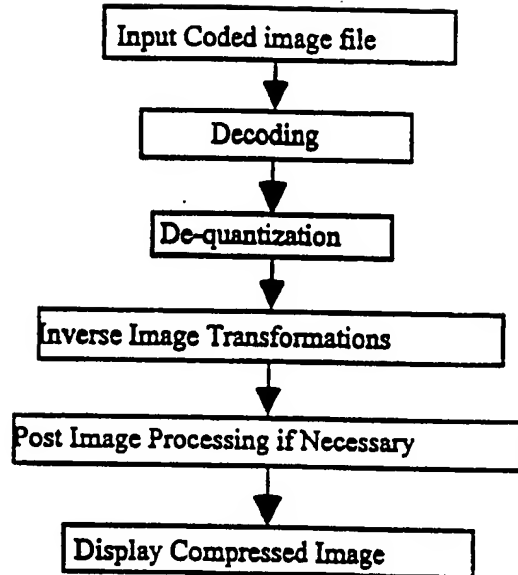 Input Coded image file
Decoding
De-quantization
Inverse Image Transformations
Post Image Processing if Necessary
Display Compressed Image